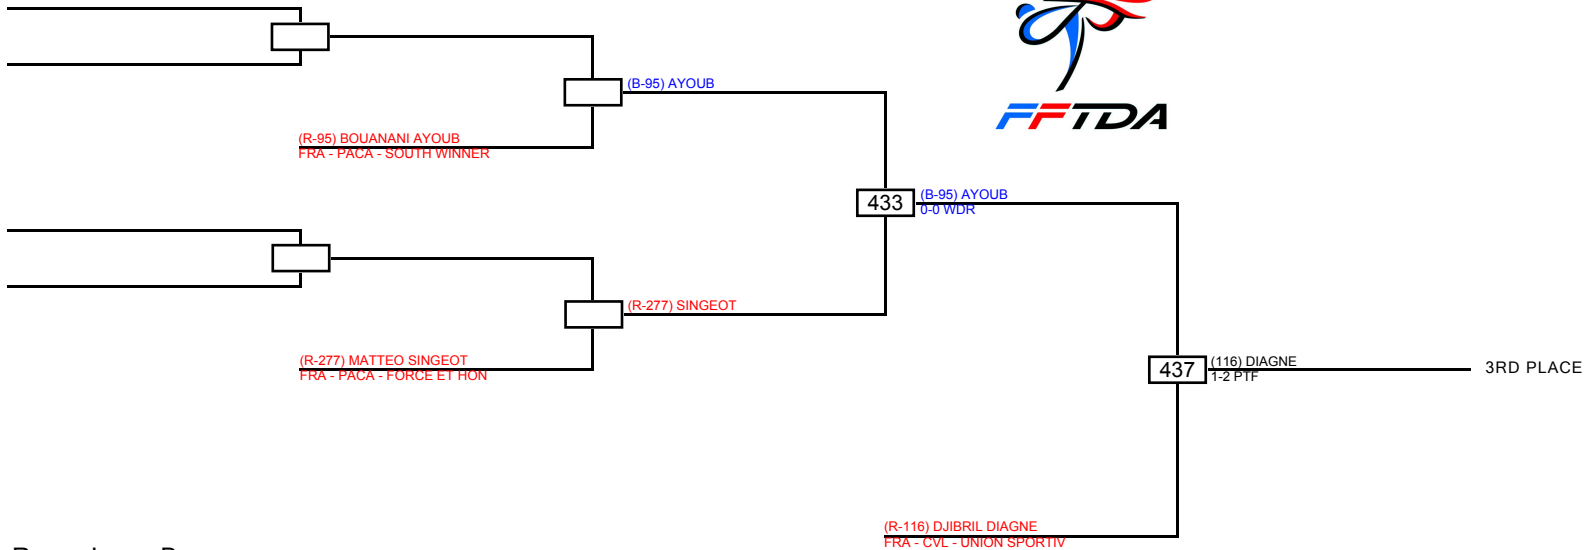 (B-95) AYOUB
(R-95) BOUANANI AYOUB
FRA - PACA - SOUTH WINNER
FFTDA
433
(B-95) AYOUB
0-0 WDR
(R-277) SINGEOT
(R-277) MATTEO SINGEOT
FRA - PACA - FORCE ET HON
437
(116) DIAGNE
1-2 PTF
3RD PLACE
(R-116) DJIBRIL DIAGNE
FRA - CVL - UNION SPORTIV